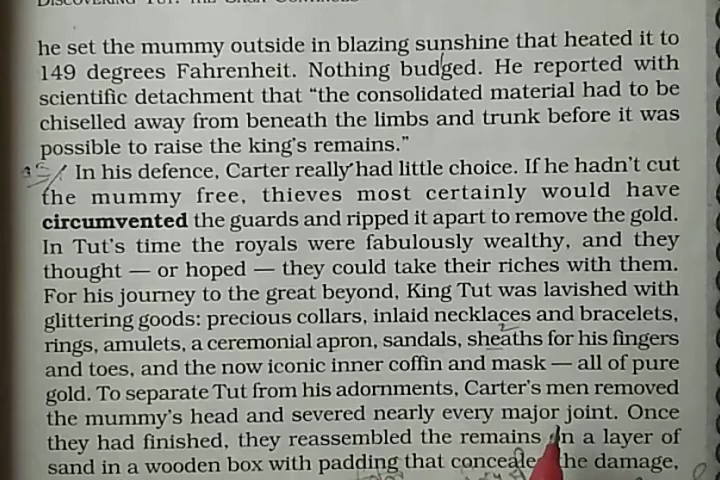 DISCOVERING TUT: THE SAGA CONTINUES
he set the mummy outside in blazing sunshine that heated it to
149 degrees Fahrenheit. Nothing budged. He reported with
scientific detachment that “the consolidated material had to be
chiselled away from beneath the limbs and trunk before it was
possible to raise the king’s remains.”
In his defence, Carter really had little choice. If he hadn’t cut
the mummy free, thieves most certainly would have
circumvented the guards and ripped it apart to remove the gold.
In Tut’s time the royals were fabulously wealthy, and they
thought — or hoped — they could take their riches with them.
For his journey to the great beyond, King Tut was lavished with
glittering goods: precious collars, inlaid necklaces and bracelets,
rings, amulets, a ceremonial apron, sandals, sheaths for his fingers
and toes, and the now iconic inner coffin and mask — all of pure
gold. To separate Tut from his adornments, Carter’s men removed
the mummy’s head and severed nearly every major joint. Once
they had finished, they reassembled the remains in a layer of
sand in a wooden box with padding that concealed the damage,